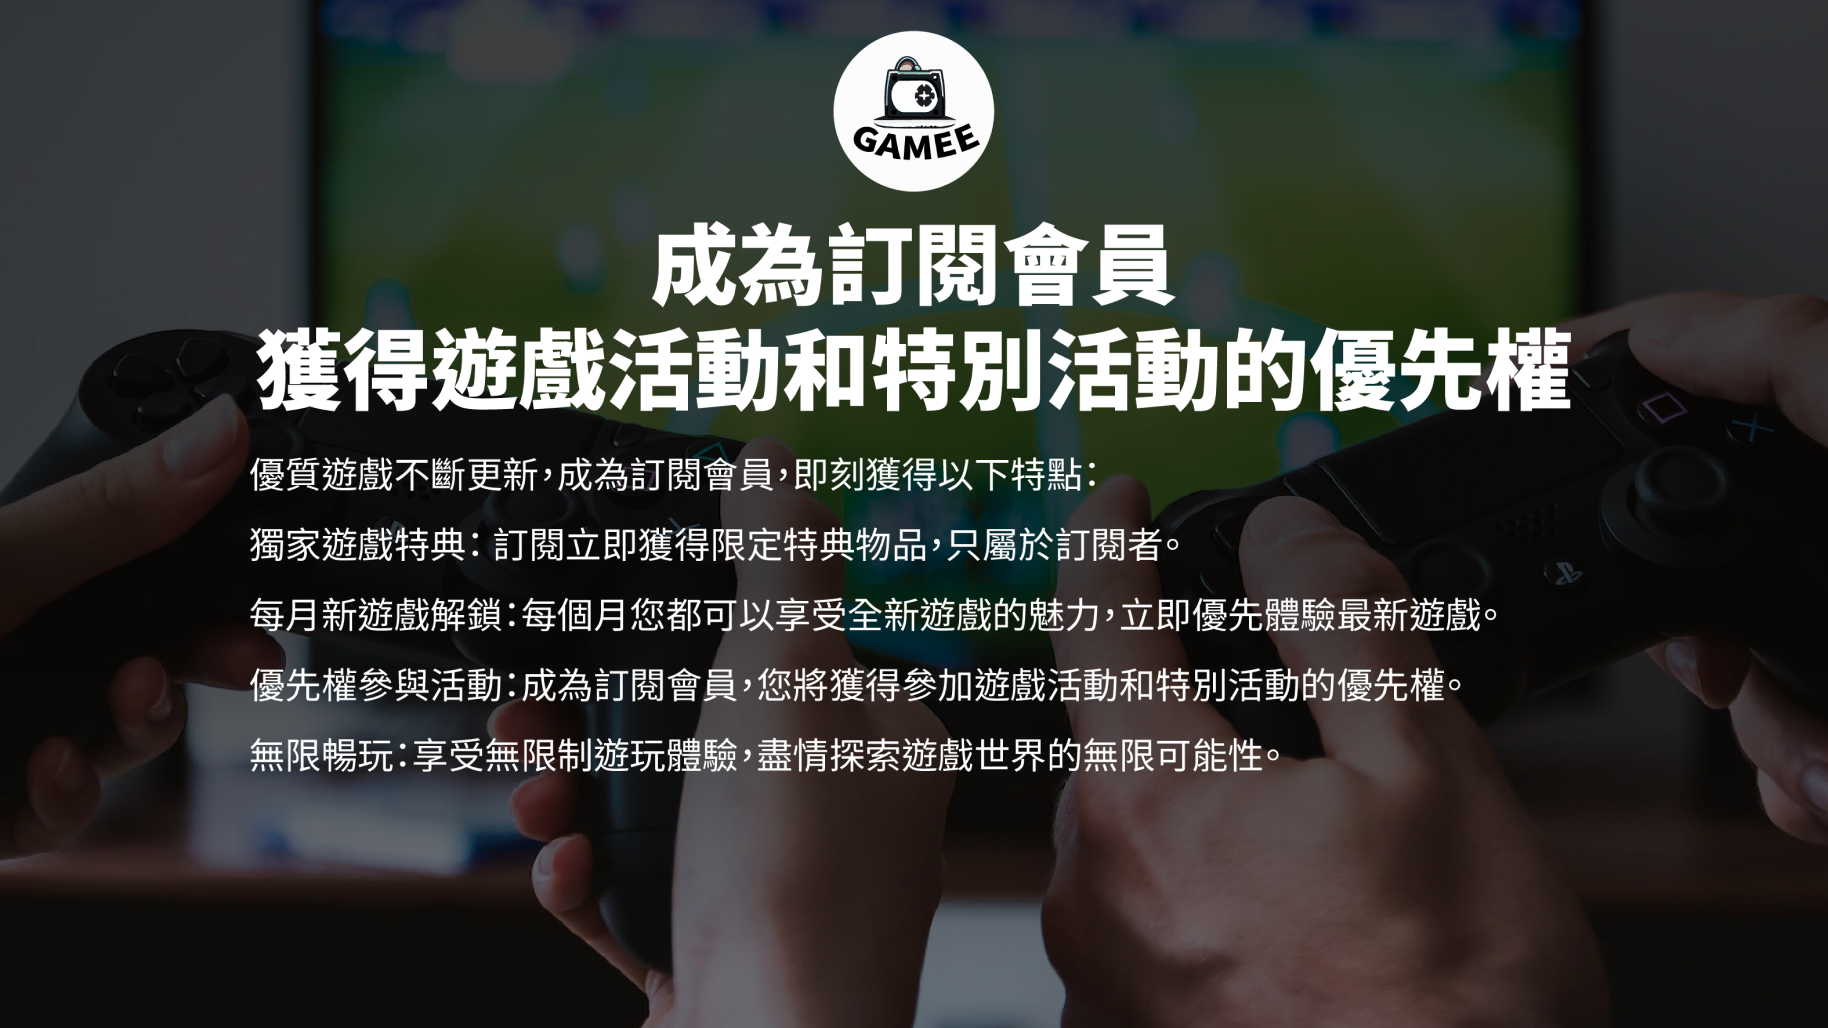 GAMEE
成為訂閱會員
獲得遊戲活動和特別活動的優先權
優質遊戲不斷更新，成為訂閱會員，即刻獲得以下特點：
獨家遊戲特典： 訂閱立即獲得限定特典物品，只屬於訂閱者。
每月新遊戲解鎖：每個月您都可以享受全新遊戲的魅力，立即優先體驗最新遊戲。
優先權參與活動：成為訂閱會員，您將獲得參加遊戲活動和特別活動的優先權。
無限暢玩：享受無限制遊玩體驗，盡情探索遊戲世界的無限可能性。